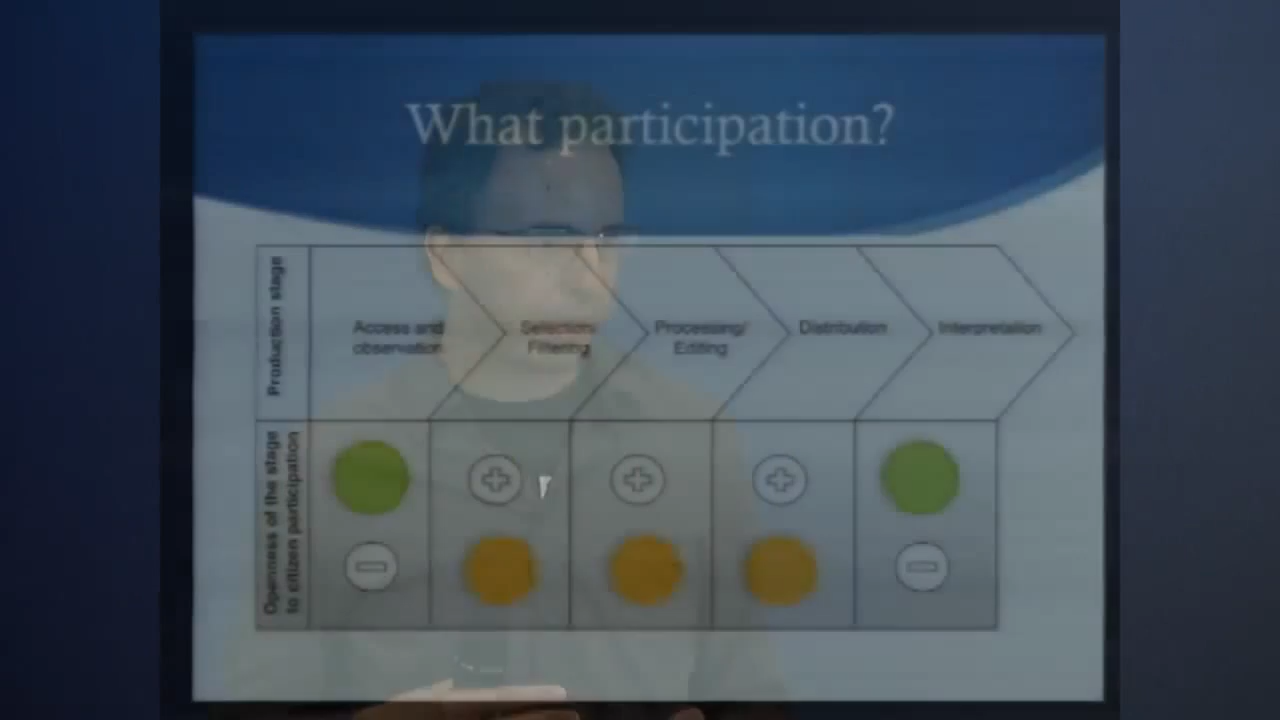 What participation?
Production stage
Access and
observation
Selection/
Filtering
Processing/
Editing
Distribution
Interpretation
Openness of the stage
to citizen participation